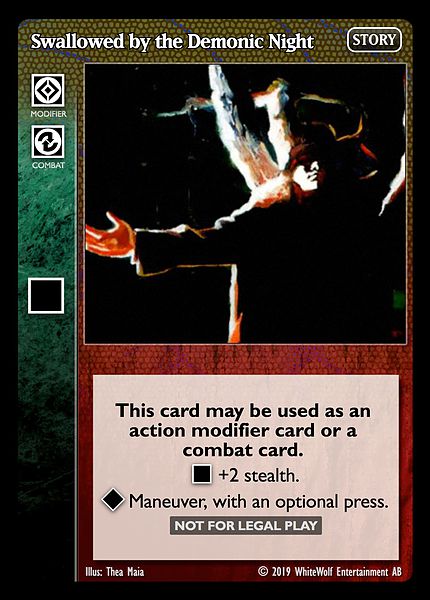 Swallowed by the Demonic Night
STORY
MODIFIER
COMBAT
This card may be used as an
action modifier card or a
combat card.
+2 stealth.
Maneuver, with an optional press.
NOT FOR LEGAL PLAY
Illus: Thea Maia
© 2019 WhiteWolf Entertainment AB